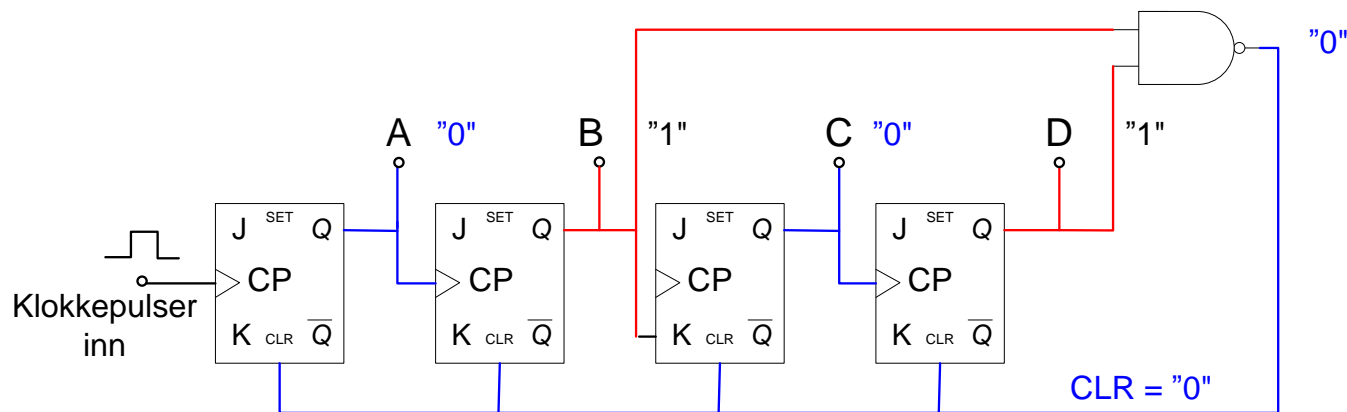 ”0"
A ”0" B ”1" C ”0" D ”1"
J SET Q J SET Q J SET Q J SET Q
CP CP CP CP
Klokkepulser
inn
K CLR Q K CLR Q K CLR Q K CLR Q
CLR = ”0"